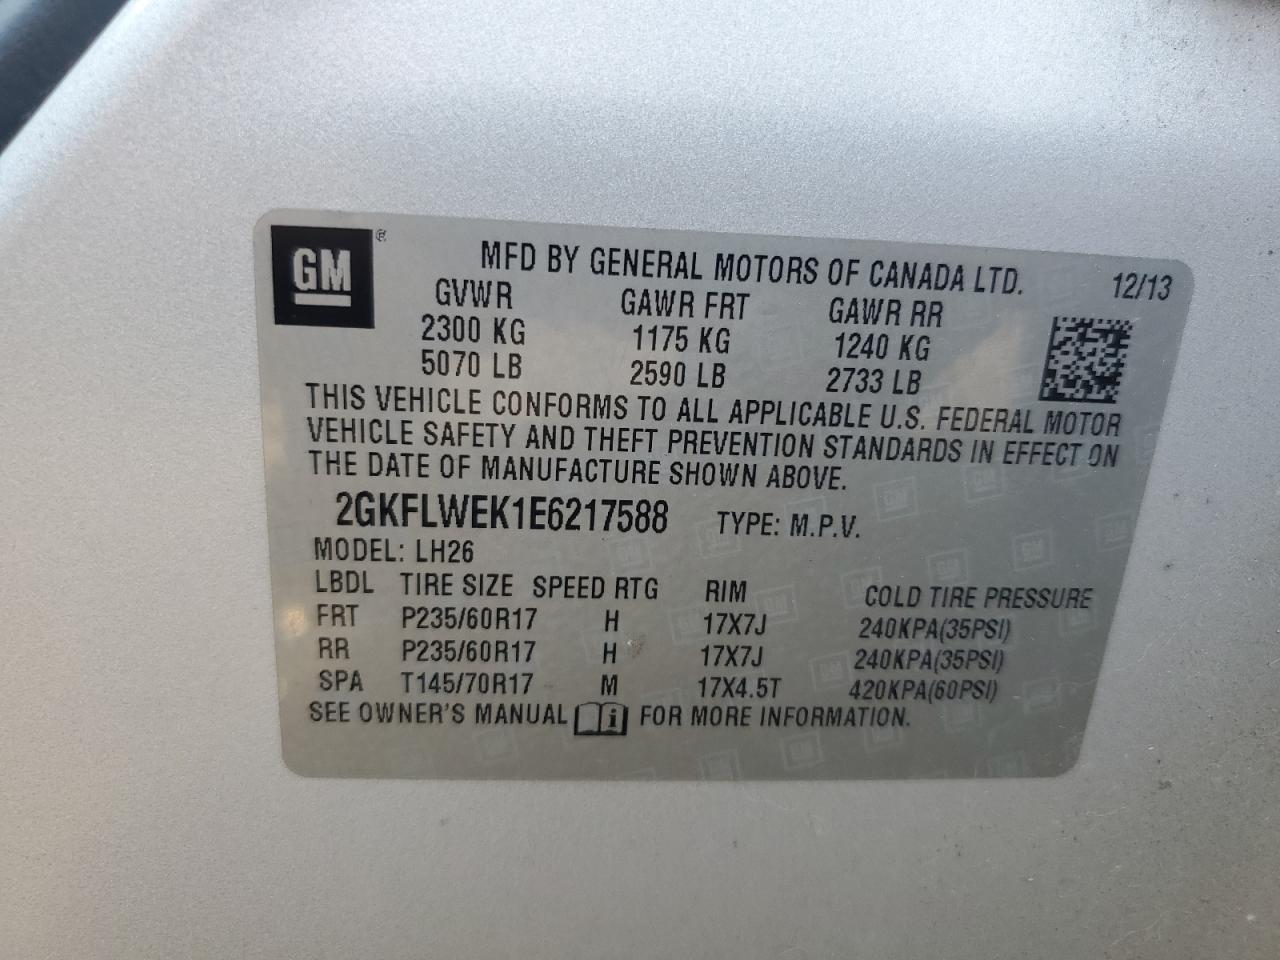 GM ®
MFD BY GENERAL MOTORS OF CANADA LTD. 12/13
GVWR GAWR FRT GAWR RR
2300 KG 1175 KG 1240 KG
5070 LB 2590 LB 2733 LB
THIS VEHICLE CONFORMS TO ALL APPLICABLE U.S. FEDERAL MOTOR
VEHICLE SAFETY AND THEFT PREVENTION STANDARDS IN EFFECT ON
THE DATE OF MANUFACTURE SHOWN ABOVE.
2GKFLWEK1E6217588 TYPE: M.P.V.
MODEL: LH26
LBDL TIRE SIZE SPEED RTG RIM COLD TIRE PRESSURE
FRT P235/60R17 H 17X7J 240KPA(35PSI)
RR P235/60R17 H 17X7J 240KPA(35PSI)
SPA T145/70R17 M 17X4.5T 420KPA(60PSI)
SEE OWNER'S MANUAL i FOR MORE INFORMATION.